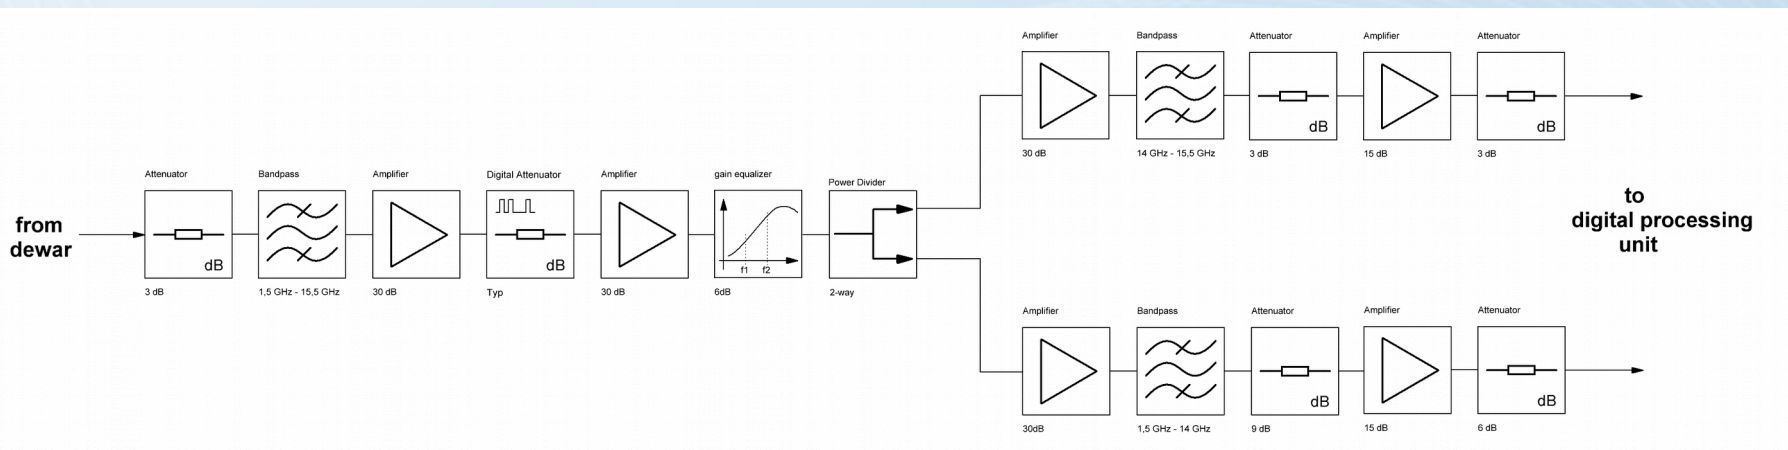 from
dewar
Attenuator
dB
3 dB
Bandpass
1,5 GHz - 15,5 GHz
Amplifier
30 dB
Digital Attenuator
dB
Typ
Amplifier
30 dB
gain equalizer
f1 f2
6dB
Power Divider
2-way
Amplifier
30 dB
Bandpass
14 GHz - 15,5 GHz
Attenuator
dB
3 dB
Amplifier
15 dB
Attenuator
dB
3 dB
Amplifier
30dB
Bandpass
1,5 GHz - 14 GHz
Attenuator
dB
9 dB
Amplifier
15 dB
Attenuator
dB
6 dB
to
digital processing
unit